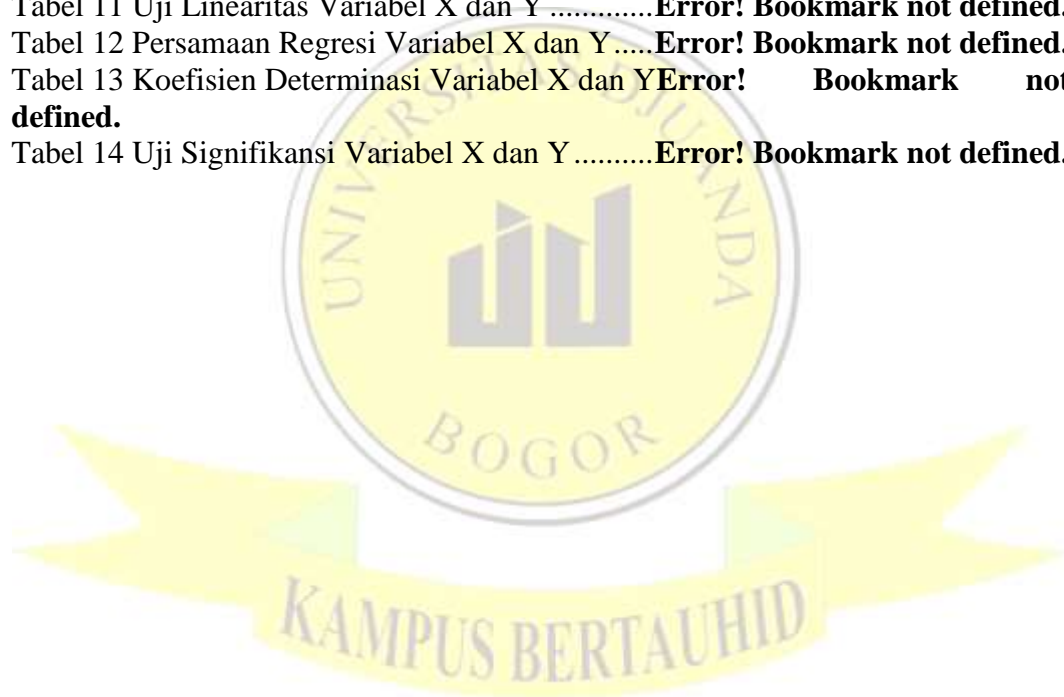 Tabel 11 Uji Linearitas Variabel X dan Y .............Error! Bookmark not defined.
Tabel 12 Persamaan Regresi Variabel X dan Y.....Error! Bookmark not defined.
Tabel 13 Koefisien Determinasi Variabel X dan YError! Bookmark not
defined.
Tabel 14 Uji Signifikansi Variabel X dan Y..........Error! Bookmark not defined.
UNIVERSITAS DJUANDA
BOGOR
KAMPUS BERTAUHID